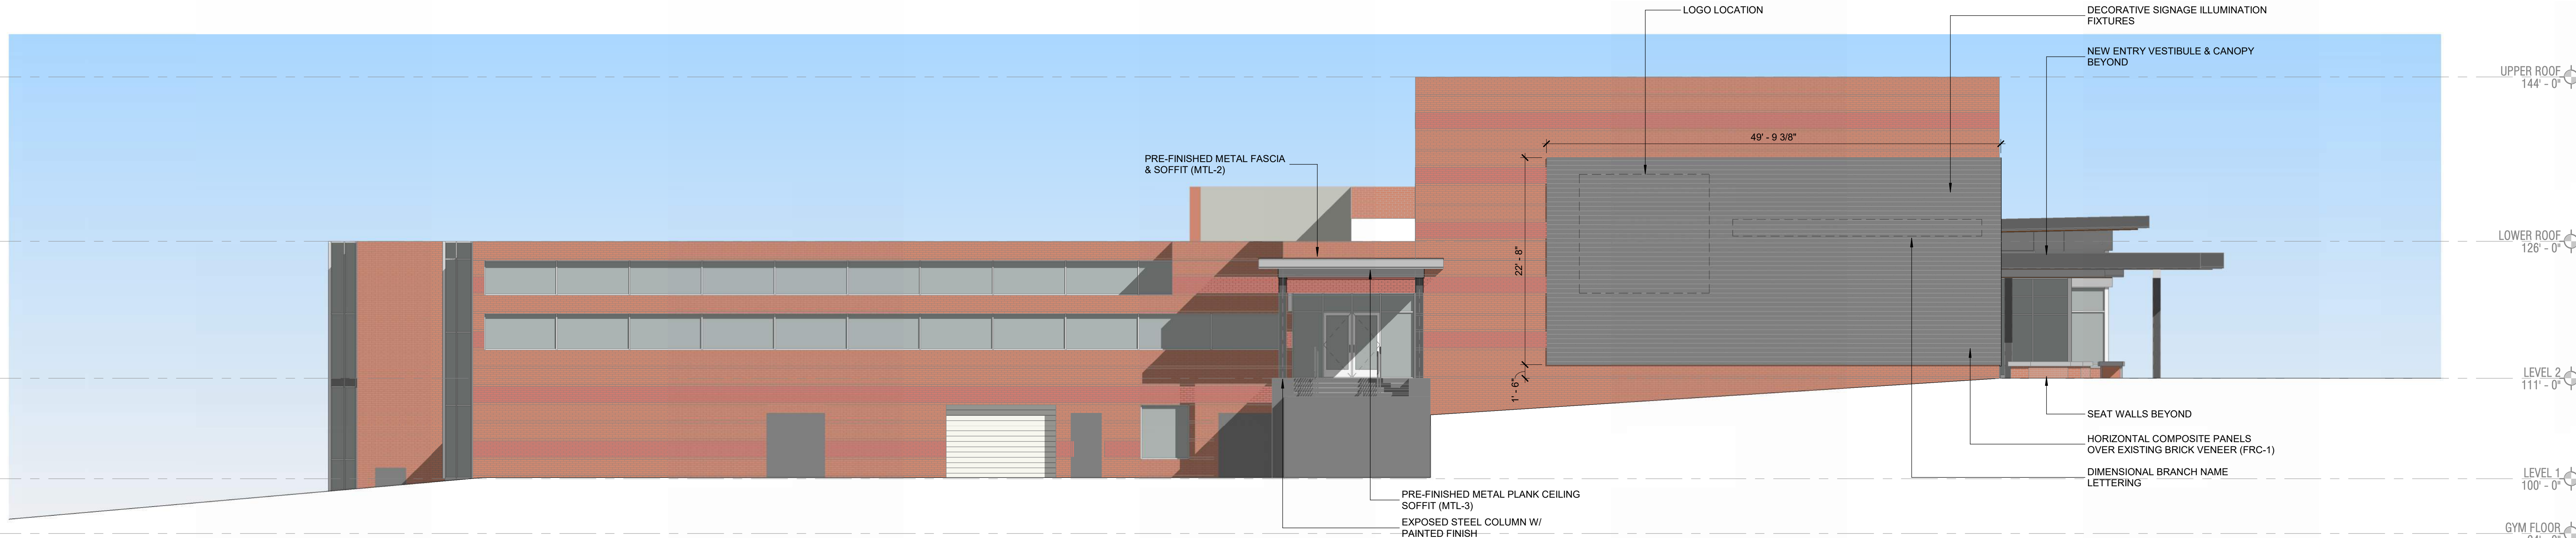 LOGO LOCATION
DECORATIVE SIGNAGE ILLUMINATION
FIXTURES
NEW ENTRY VESTIBULE & CANOPY
BEYOND
UPPER ROOF
144' - 0"
49' - 9 3/8"
PRE-FINISHED METAL FASCIA
& SOFFIT (MTL-2)
LOWER ROOF
126' - 0"
22' - 8"
LEVEL 2
111' - 0"
1' - 6"
SEAT WALLS BEYOND
HORIZONTAL COMPOSITE PANELS
OVER EXISTING BRICK VENEER (FRC-1)
DIMENSIONAL BRANCH NAME
LETTERING
LEVEL 1
100' - 0"
PRE-FINISHED METAL PLANK CEILING
SOFFIT (MTL-3)
EXPOSED STEEL COLUMN W/
PAINTED FINISH
GYM FLOOR